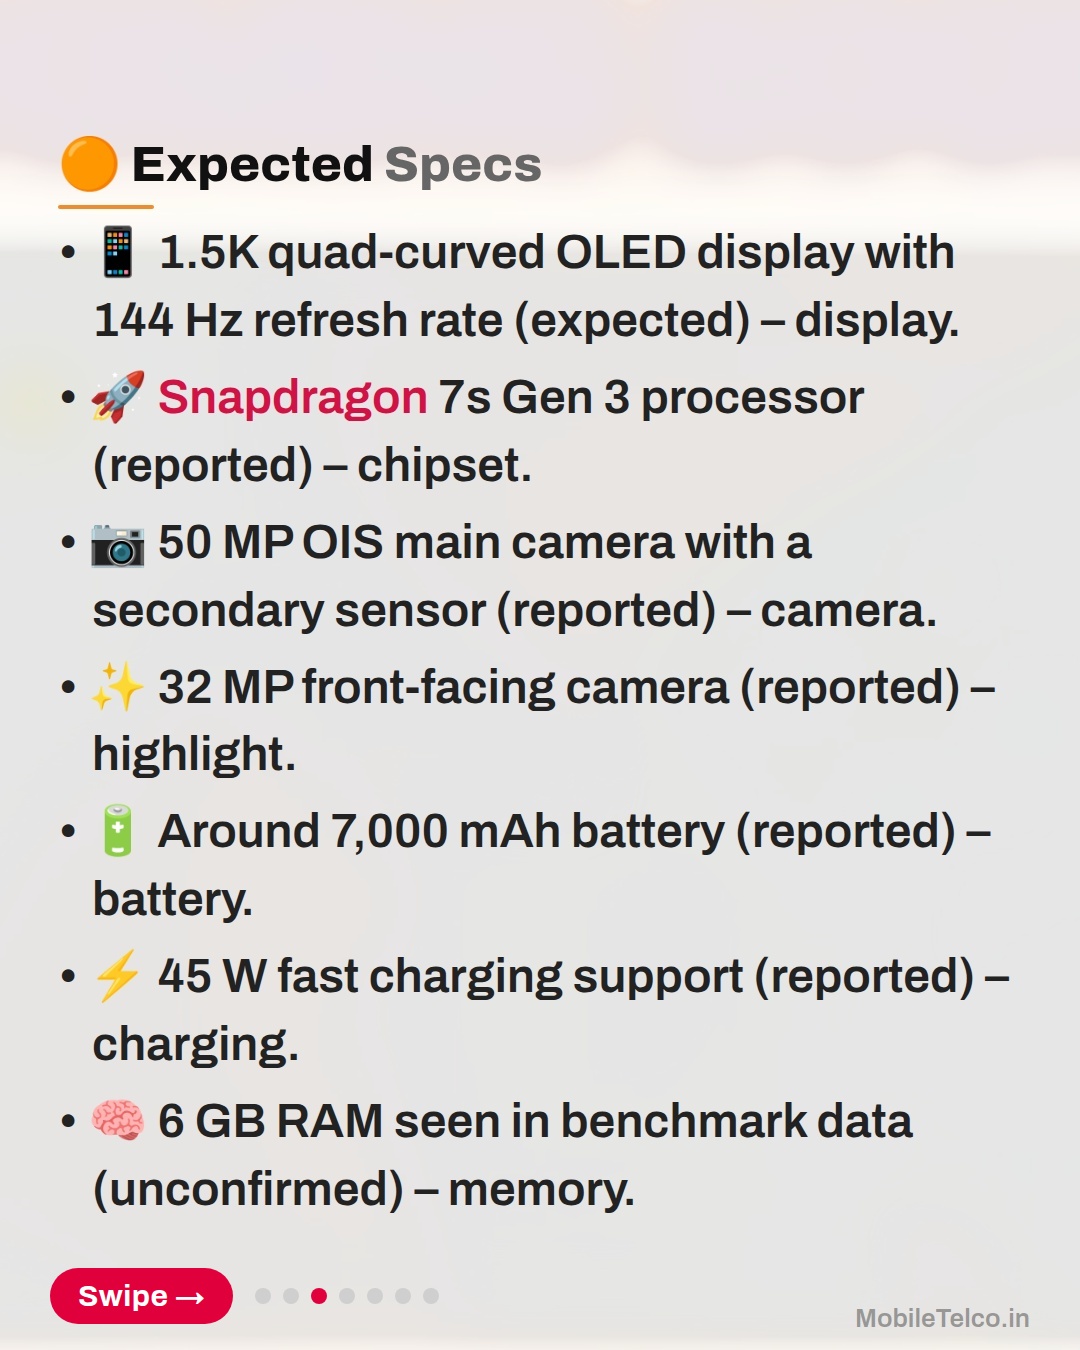 🟠 Expected Specs
• 📱 1.5K quad-curved OLED display with
144 Hz refresh rate (expected) – display.
• 🚀 Snapdragon 7s Gen 3 processor
(reported) – chipset.
• 📷 50 MP OIS main camera with a
secondary sensor (reported) – camera.
• ✨ 32 MP front-facing camera (reported) –
highlight.
• 🔋 Around 7,000 mAh battery (reported) –
battery.
• ⚡ 45 W fast charging support (reported) –
charging.
• 🧠 6 GB RAM seen in benchmark data
(unconfirmed) – memory.
Swipe →
MobileTelco.in